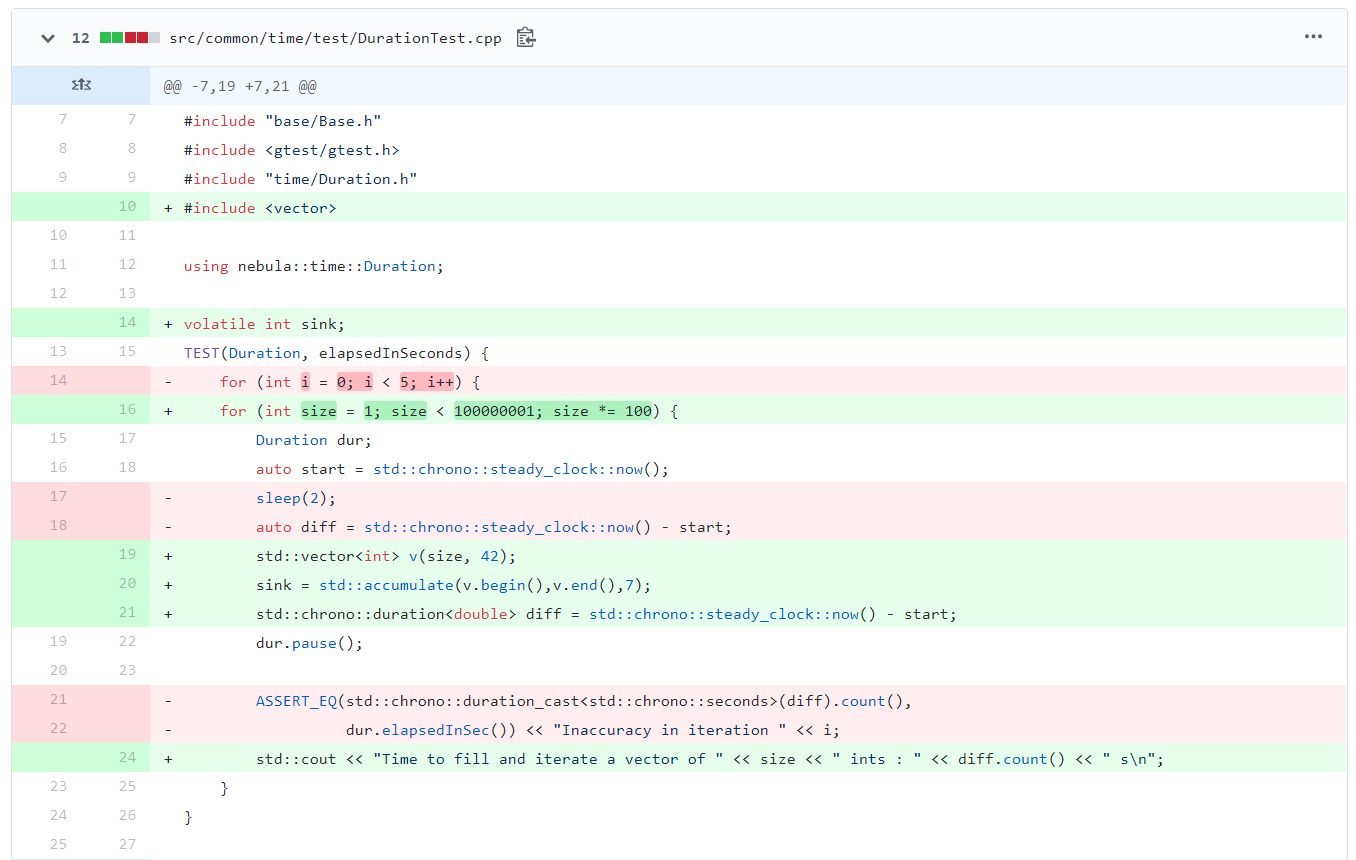 12 src/common/time/test/DurationTest.cpp ...
@@ -7,19 +7,21 @@
7 7 #include "base/Base.h"
8 8 #include <gtest/gtest.h>
9 9 #include "time/Duration.h"
10 + #include <vector>
10 11
11 12 using nebula::time::Duration;
12 13
14 + volatile int sink;
13 15 TEST(Duration, elapsedInSeconds) {
14 - for (int i = 0; i < 5; i++) {
16 + for (int size = 1; size < 100000001; size *= 100) {
15 17 Duration dur;
16 18 auto start = std::chrono::steady_clock::now();
17 - sleep(2);
18 - auto diff = std::chrono::steady_clock::now() - start;
19 + std::vector<int> v(size, 42);
20 + sink = std::accumulate(v.begin(),v.end(),7);
21 + std::chrono::duration<double> diff = std::chrono::steady_clock::now() - start;
19 22 dur.pause();
20 23
21 - ASSERT_EQ(std::chrono::duration_cast<std::chrono::seconds>(diff).count(),
22 - dur.elapsedInSec()) << "Inaccuracy in iteration " << i;
24 + std::cout << "Time to fill and iterate a vector of " << size << " ints : " << diff.count() << " s\n";
23 25 }
24 26 }
25 27